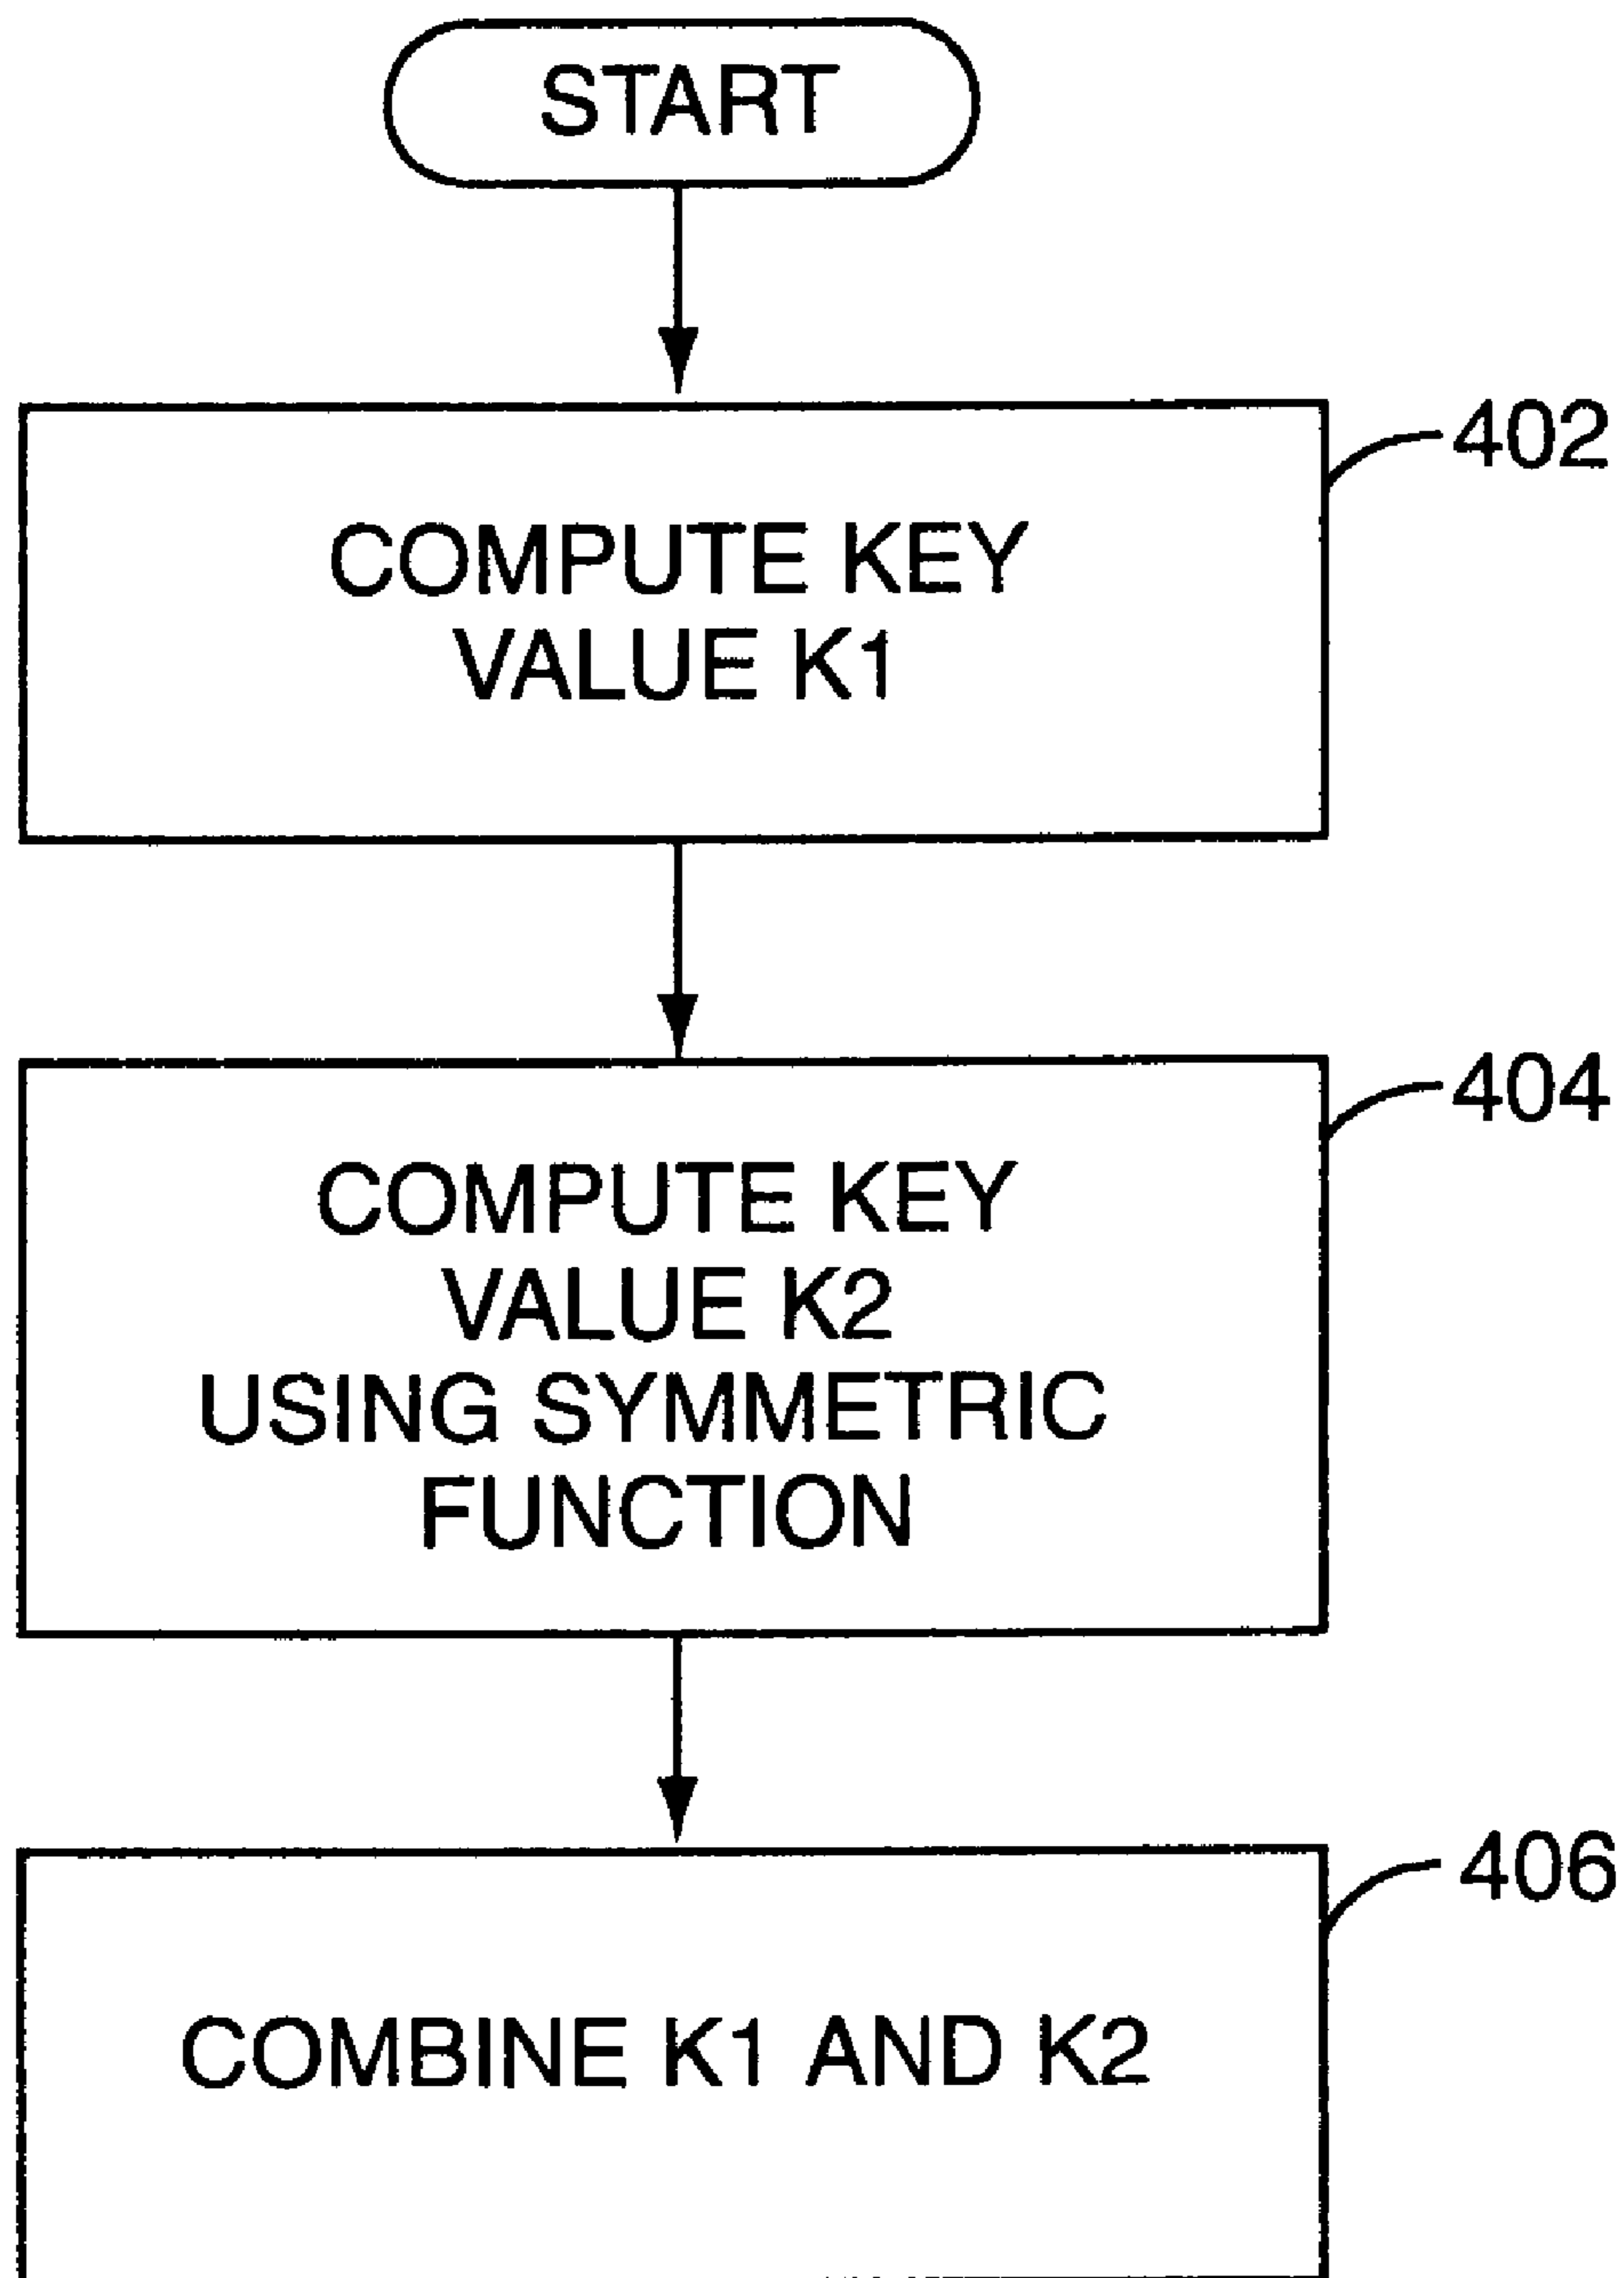 START
402
COMPUTE KEY
VALUE K1
404
COMPUTE KEY
VALUE K2
USING SYMMETRIC
FUNCTION
406
COMBINE K1 AND K2